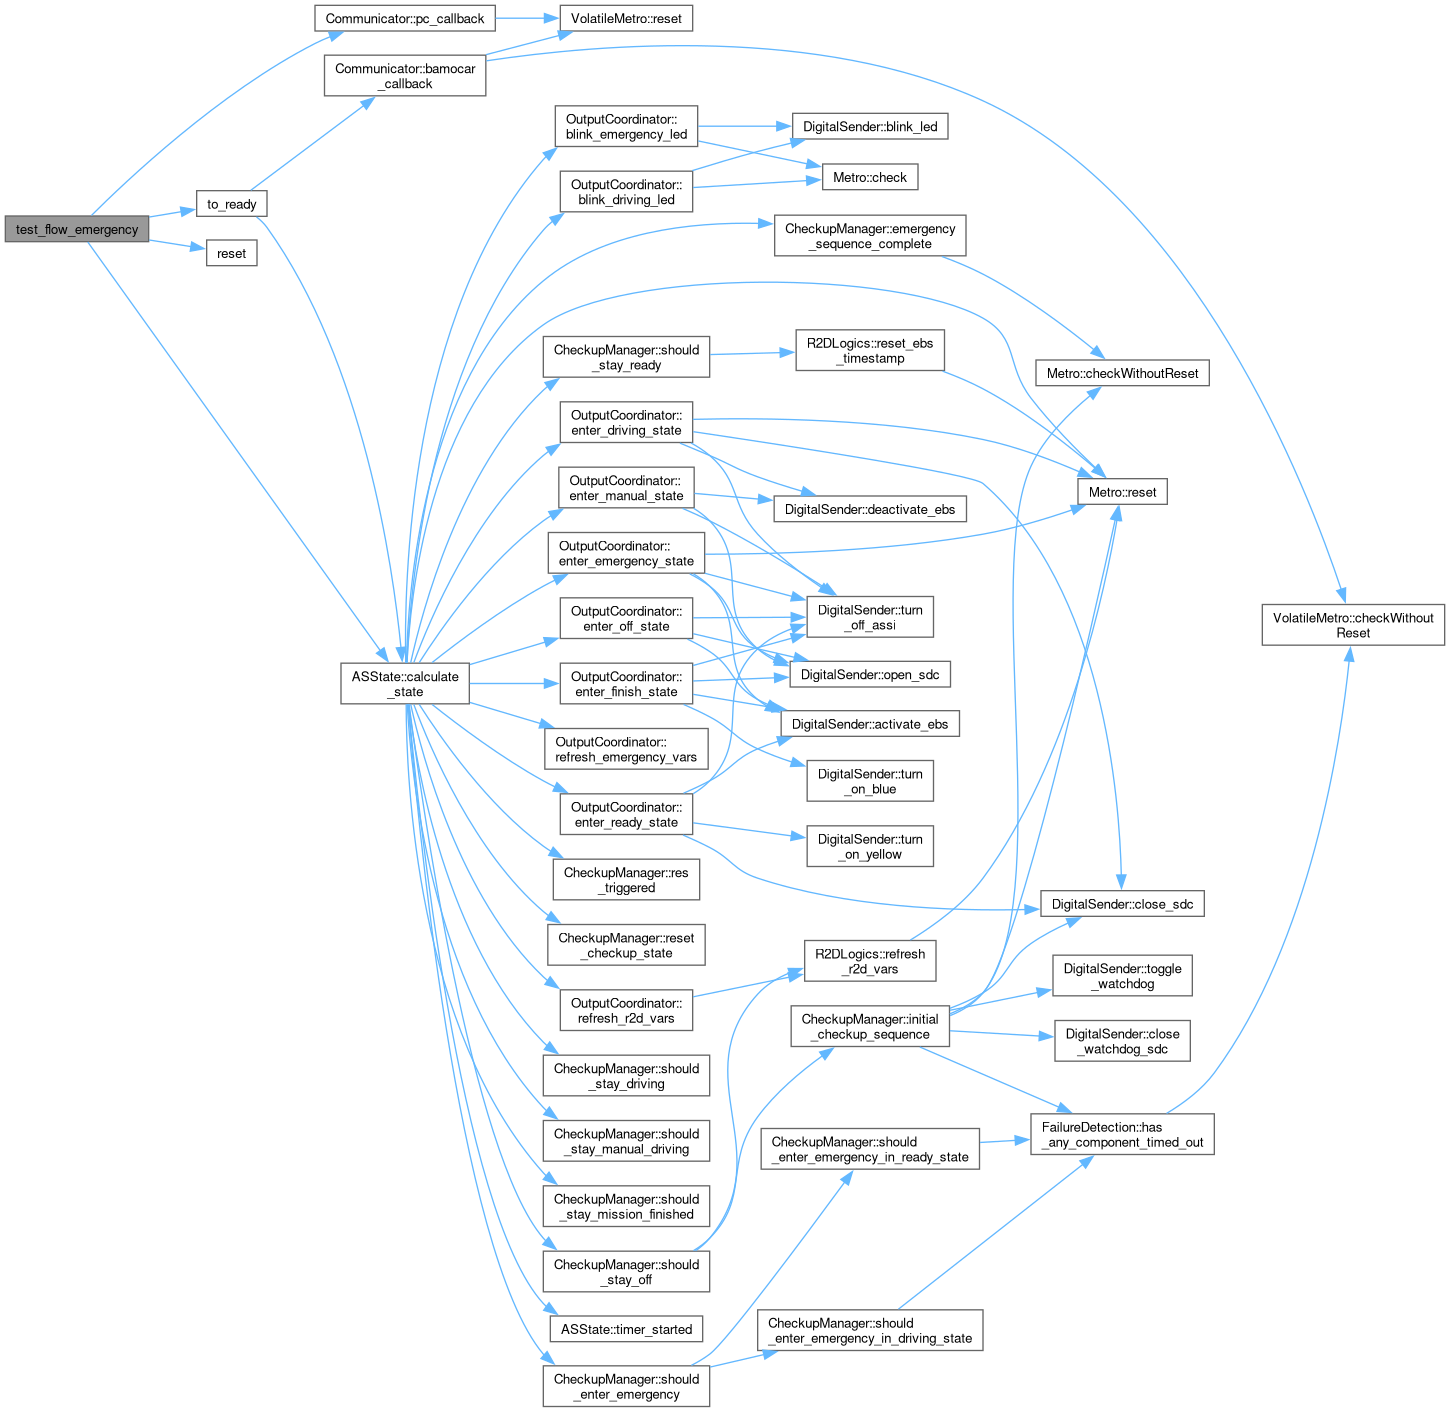 Communicator::pc_callback
VolatileMetro::reset
Communicator::bamocar
_callback
OutputCoordinator::
blink_emergency_led
DigitalSender::blink_led
Metro::check
OutputCoordinator::
blink_driving_led
to_ready
test_flow_emergency
reset
CheckupManager::emergency
_sequence_complete
CheckupManager::should
_stay_ready
R2DLogics::reset_ebs
_timestamp
Metro::checkWithoutReset
OutputCoordinator::
enter_driving_state
OutputCoordinator::
enter_manual_state
Metro::reset
DigitalSender::deactivate_ebs
OutputCoordinator::
enter_emergency_state
OutputCoordinator::
enter_off_state
DigitalSender::turn
_off_assi
VolatileMetro::checkWithout
Reset
ASState::calculate
_state
OutputCoordinator::
enter_finish_state
DigitalSender::open_sdc
DigitalSender::activate_ebs
OutputCoordinator::
refresh_emergency_vars
DigitalSender::turn
_on_blue
OutputCoordinator::
enter_ready_state
DigitalSender::turn
_on_yellow
CheckupManager::res
_triggered
DigitalSender::close_sdc
CheckupManager::reset
_checkup_state
R2DLogics::refresh
_r2d_vars
DigitalSender::toggle
_watchdog
OutputCoordinator::
refresh_r2d_vars
CheckupManager::initial
_checkup_sequence
DigitalSender::close
_watchdog_sdc
CheckupManager::should
_stay_driving
CheckupManager::should
_stay_manual_driving
CheckupManager::should
_enter_emergency_in_ready_state
FailureDetection::has
_any_component_timed_out
CheckupManager::should
_stay_mission_finished
CheckupManager::should
_stay_off
ASState::timer_started
CheckupManager::should
_enter_emergency_in_driving_state
CheckupManager::should
_enter_emergency